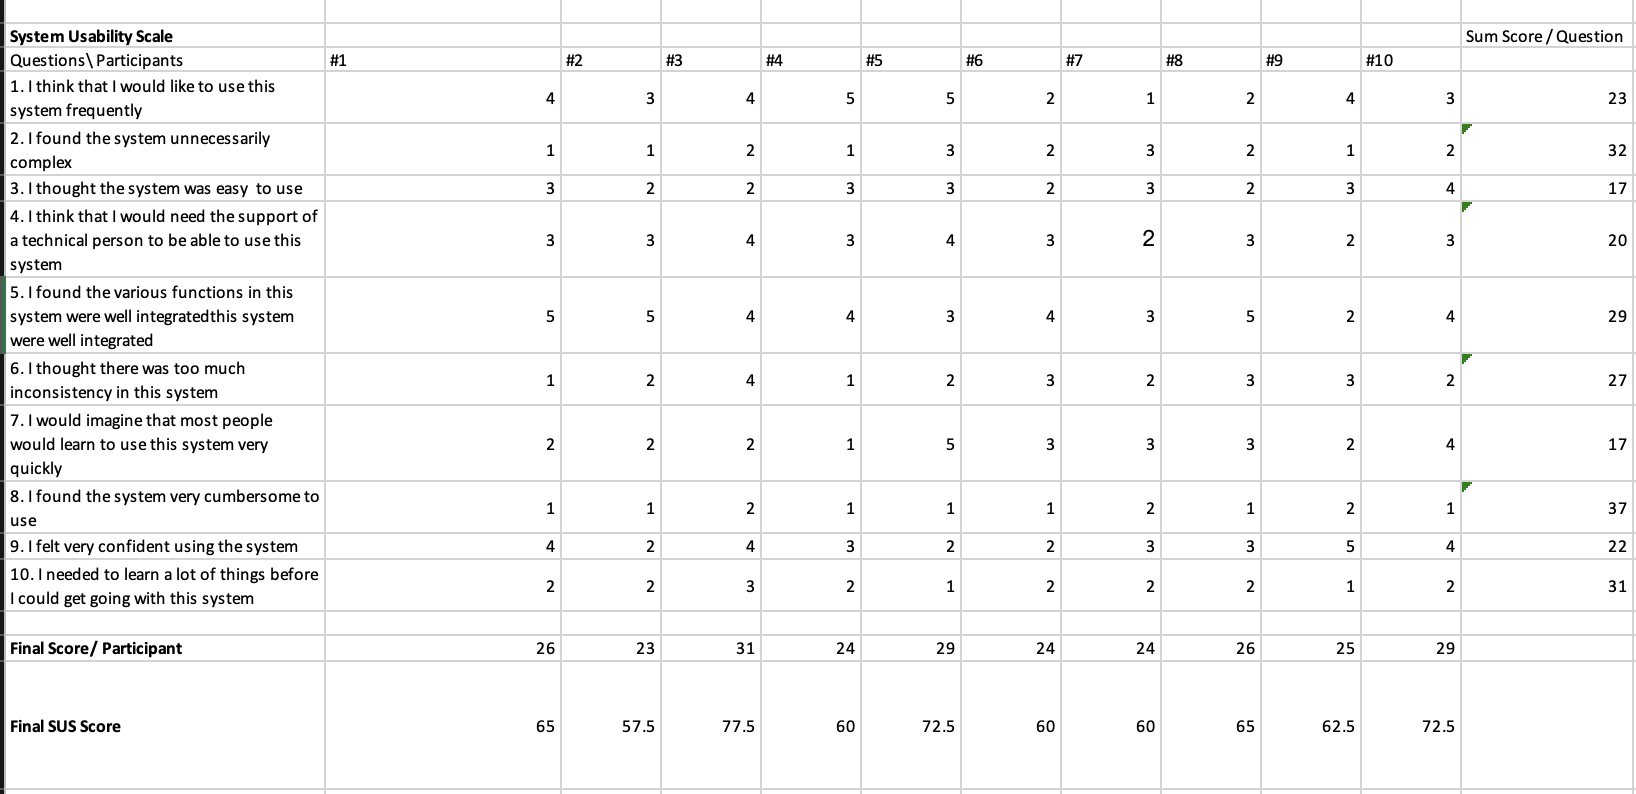 System Usability Scale Sum Score / Question
Questions\ Participants #1 #2 #3 #4 #5 #6 #7 #8 #9 #10
1. I think that I would like to use this
system frequently 4 3 4 5 5 2 1 2 4 3 23
2. I found the system unnecessarily
complex 1 1 2 1 3 2 3 2 1 2 32
3. I thought the system was easy  to use 3 2 2 3 3 2 3 2 3 4 17
4. I think that I would need the support of
a technical person to be able to use this 3 3 4 3 4 3 2 3 2 3 20
system
5. I found the various functions in this
system were well integratedthis system 5 5 4 4 3 4 3 5 2 4 29
were well integrated
6. I thought there was too much
inconsistency in this system 1 2 4 1 2 3 2 3 3 2 27
7. I would imagine that most people
would learn to use this system very 2 2 2 1 5 3 3 3 2 4 17
quickly
8. I found the system very cumbersome to
use 1 1 2 1 1 1 2 1 2 1 37
9. I felt very confident using the system 4 2 4 3 2 2 3 3 5 4 22
10. I needed to learn a lot of things before
I could get going with this system 2 2 3 2 1 2 2 2 1 2 31
Final Score/ Participant 26 23 31 24 29 24 24 26 25 29
Final SUS Score 65 57.5 77.5 60 72.5 60 60 65 62.5 72.5